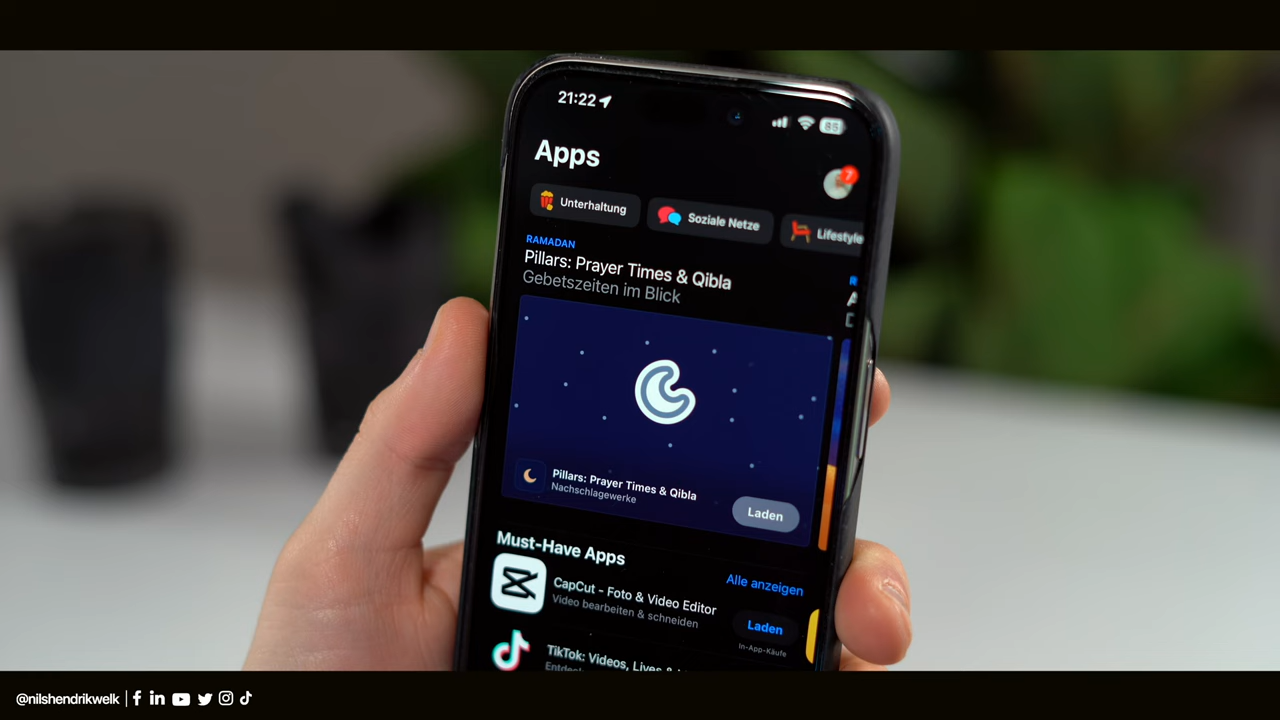 21:22
85
Apps
7
Unterhaltung
Soziale Netze
Lifestyle
RAMADAN
Pillars: Prayer Times & Qibla
Gebetszeiten im Blick
Pillars: Prayer Times & Qibla
Nachschlagewerke
Laden
Must-Have Apps
Alle anzeigen
CapCut - Foto & Video Editor
Video bearbeiten & schneiden
Laden
In-App-Käufe
TikTok: Videos, Lives &
@nilshendrikwelk